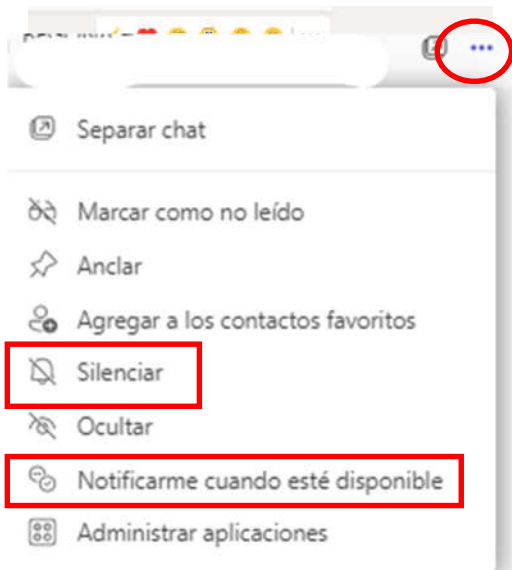 Separar chat
Marcar como no leído
Anclar
Agregar a los contactos favoritos
Silenciar
Ocultar
Notificarme cuando esté disponible
Administrar aplicaciones